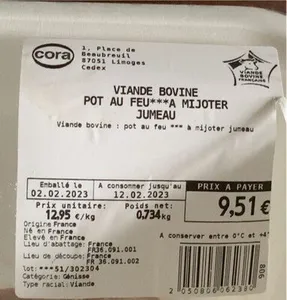 cora
1, Place de
Beaubreuil
87051 Limoges
Cedex
VIANDE
BOVINE
FRANÇAISE
VIANDE BOVINE
POT AU FEU***A MIJOTER
JUMEAU
Viande bovine : pot au feu *** à mijoter jumeau
Emballé le
02.02.2023
A consommer jusqu'au
12.02.2023
PRIX A PAYER
9,51 €
Prix unitaire:
12,95 €/kg
Poids net:
0,734kg
A conserver entre 0°C et +4°
Origine France
Né en France
Elevé en France
Lieu d'abattage: France
FR36.091.001
Lieu de découpe: France
FR 36.091.002
lot: ***51/302304
Catégorie: Génisse
Type racial: Viande
2 050806 062380